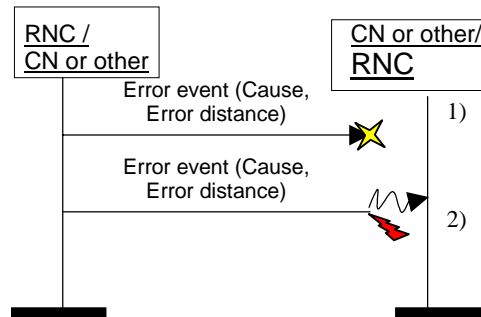 RNC /
CN or other
CN or other/
RNC
Error event (Cause,
Error distance)
1)
Error event (Cause,
Error distance)
2)